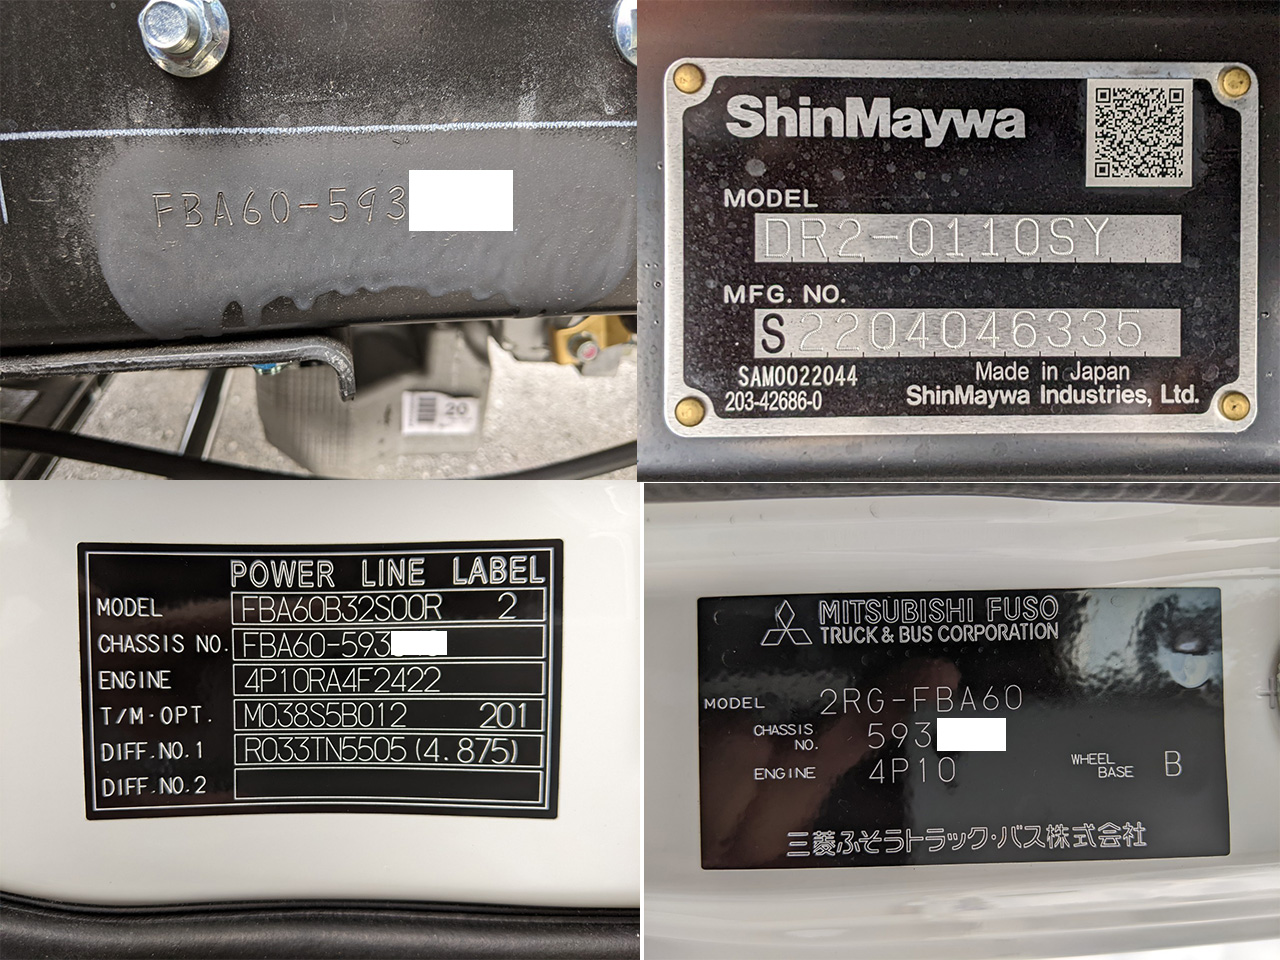 FBA60-593
20
ShinMaywa
MODEL
DR2-0110SY
MFG. NO.
S2204046335
SAM0022044
203-42686-0
Made in Japan
ShinMaywa Industries, Ltd.
POWER LINE LABEL
MODEL FBA60B32S00R 2
CHASSIS NO. FBA60-593
ENGINE 4P10RA4F2422
T/M·OPT. M038S5B012 201
DIFF.NO.1 R033TN5505(4.875)
DIFF.NO.2
MITSUBISHI FUSO
TRUCK & BUS CORPORATION
MODEL 2RG-FBA60
CHASSIS NO. 593
ENGINE 4P10 WHEEL BASE B
三菱ふそうトラック・バス株式会社